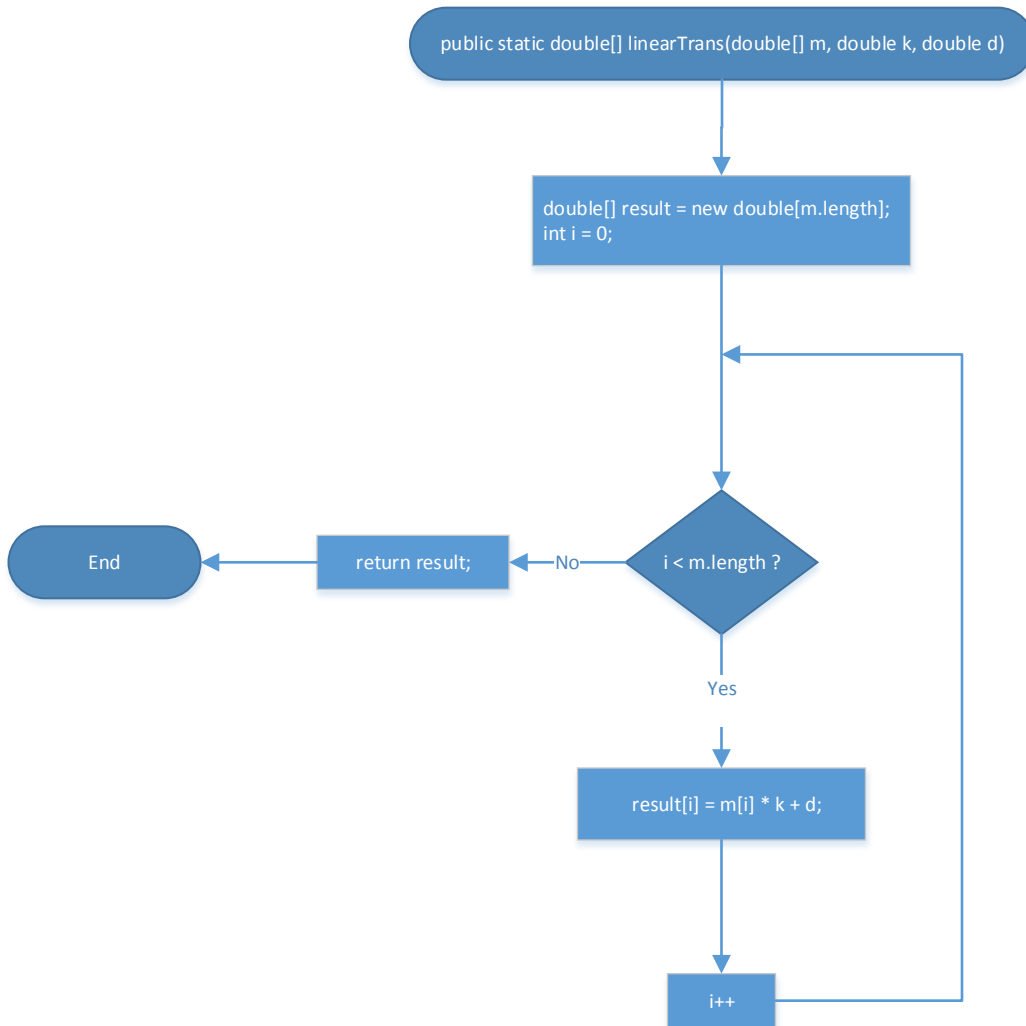 public static double[] linearTrans(double[] m, double k, double d)
double[] result = new double[m.length];
int i = 0;
i < m.length ?
No
return result;
End
Yes
result[i] = m[i] * k + d;
i++